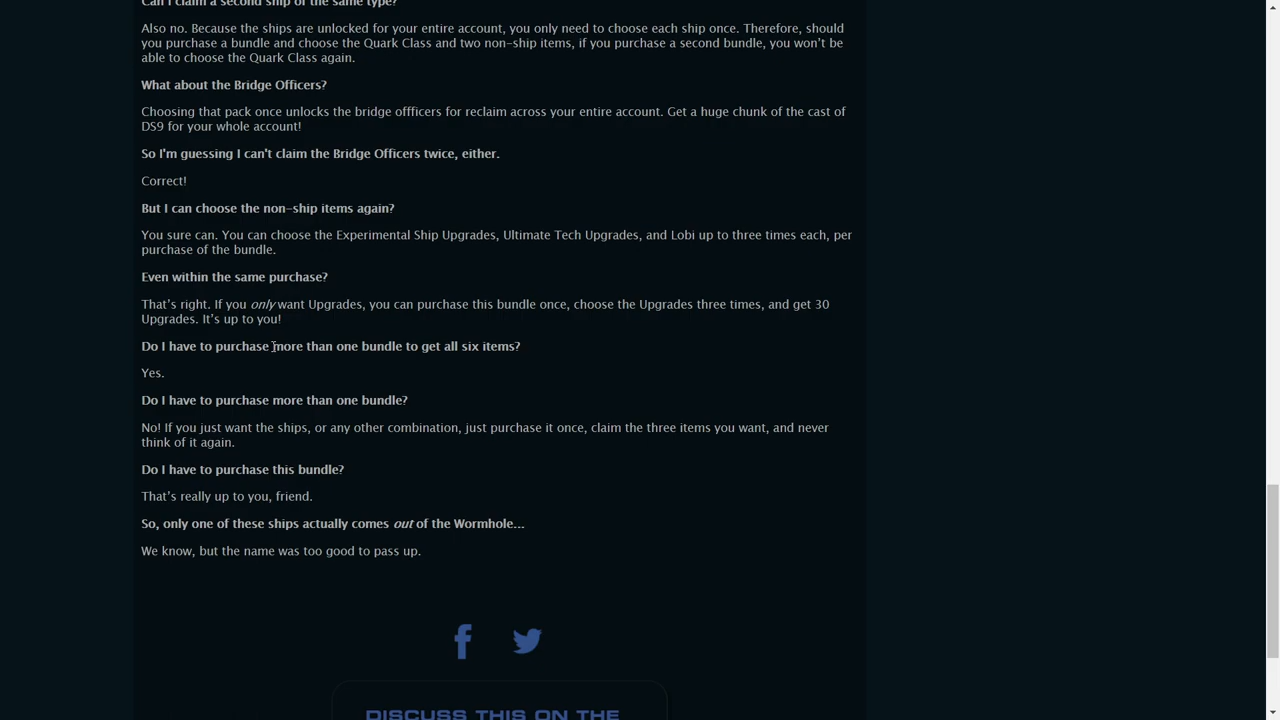 Can I claim a second ship of the same type?
Also no. Because the ships are unlocked for your entire account, you only need to choose each ship once. Therefore, should
you purchase a bundle and choose the Quark Class and two non-ship items, if you purchase a second bundle, you won't be
able to choose the Quark Class again.
What about the Bridge Officers?
Choosing that pack once unlocks the bridge offficers for reclaim across your entire account. Get a huge chunk of the cast of
DS9 for your whole account!
So I'm guessing I can't claim the Bridge Officers twice, either.
Correct!
But I can choose the non-ship items again?
You sure can. You can choose the Experimental Ship Upgrades, Ultimate Tech Upgrades, and Lobi up to three times each, per
purchase of the bundle.
Even within the same purchase?
That's right. If you only want Upgrades, you can purchase this bundle once, choose the Upgrades three times, and get 30
Upgrades. It's up to you!
Do I have to purchase more than one bundle to get all six items?
Yes.
Do I have to purchase more than one bundle?
No! If you just want the ships, or any other combination, just purchase it once, claim the three items you want, and never
think of it again.
Do I have to purchase this bundle?
That's really up to you, friend.
So, only one of these ships actually comes out of the Wormhole...
We know, but the name was too good to pass up.
DISCUSS THIS ON THE